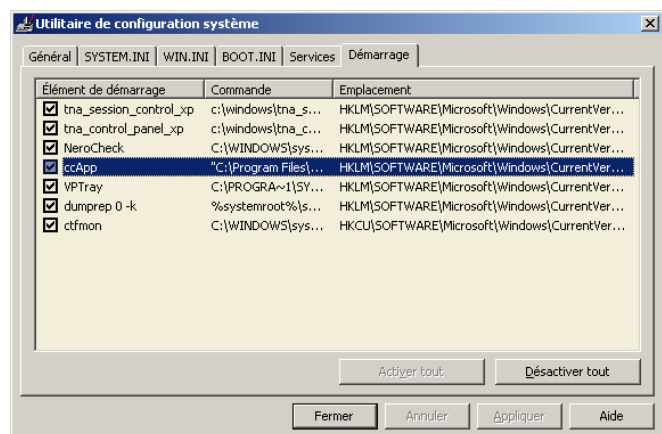 Utilitaire de configuration système
Général SYSTEM.INI WIN.INI BOOT.INI Services Démarrage
Élément de démarrage Commande Emplacement
tna_session_control_xp c:\windows\tna_s... HKLM\SOFTWARE\Microsoft\Windows\CurrentVer...
tna_control_panel_xp c:\windows\tna_c... HKLM\SOFTWARE\Microsoft\Windows\CurrentVer...
NeroCheck C:\WINDOWS\sys... HKLM\SOFTWARE\Microsoft\Windows\CurrentVer...
ccApp "C:\Program Files\... HKLM\SOFTWARE\Microsoft\Windows\CurrentVer...
VPTray C:\PROGRA~1\SY... HKLM\SOFTWARE\Microsoft\Windows\CurrentVer...
dumprep 0 -k %systemroot%\s... HKLM\SOFTWARE\Microsoft\Windows\CurrentVer...
ctfmon C:\WINDOWS\sys... HKCU\SOFTWARE\Microsoft\Windows\CurrentVer...
Activer tout Désactiver tout
Fermer Annuler Appliquer Aide